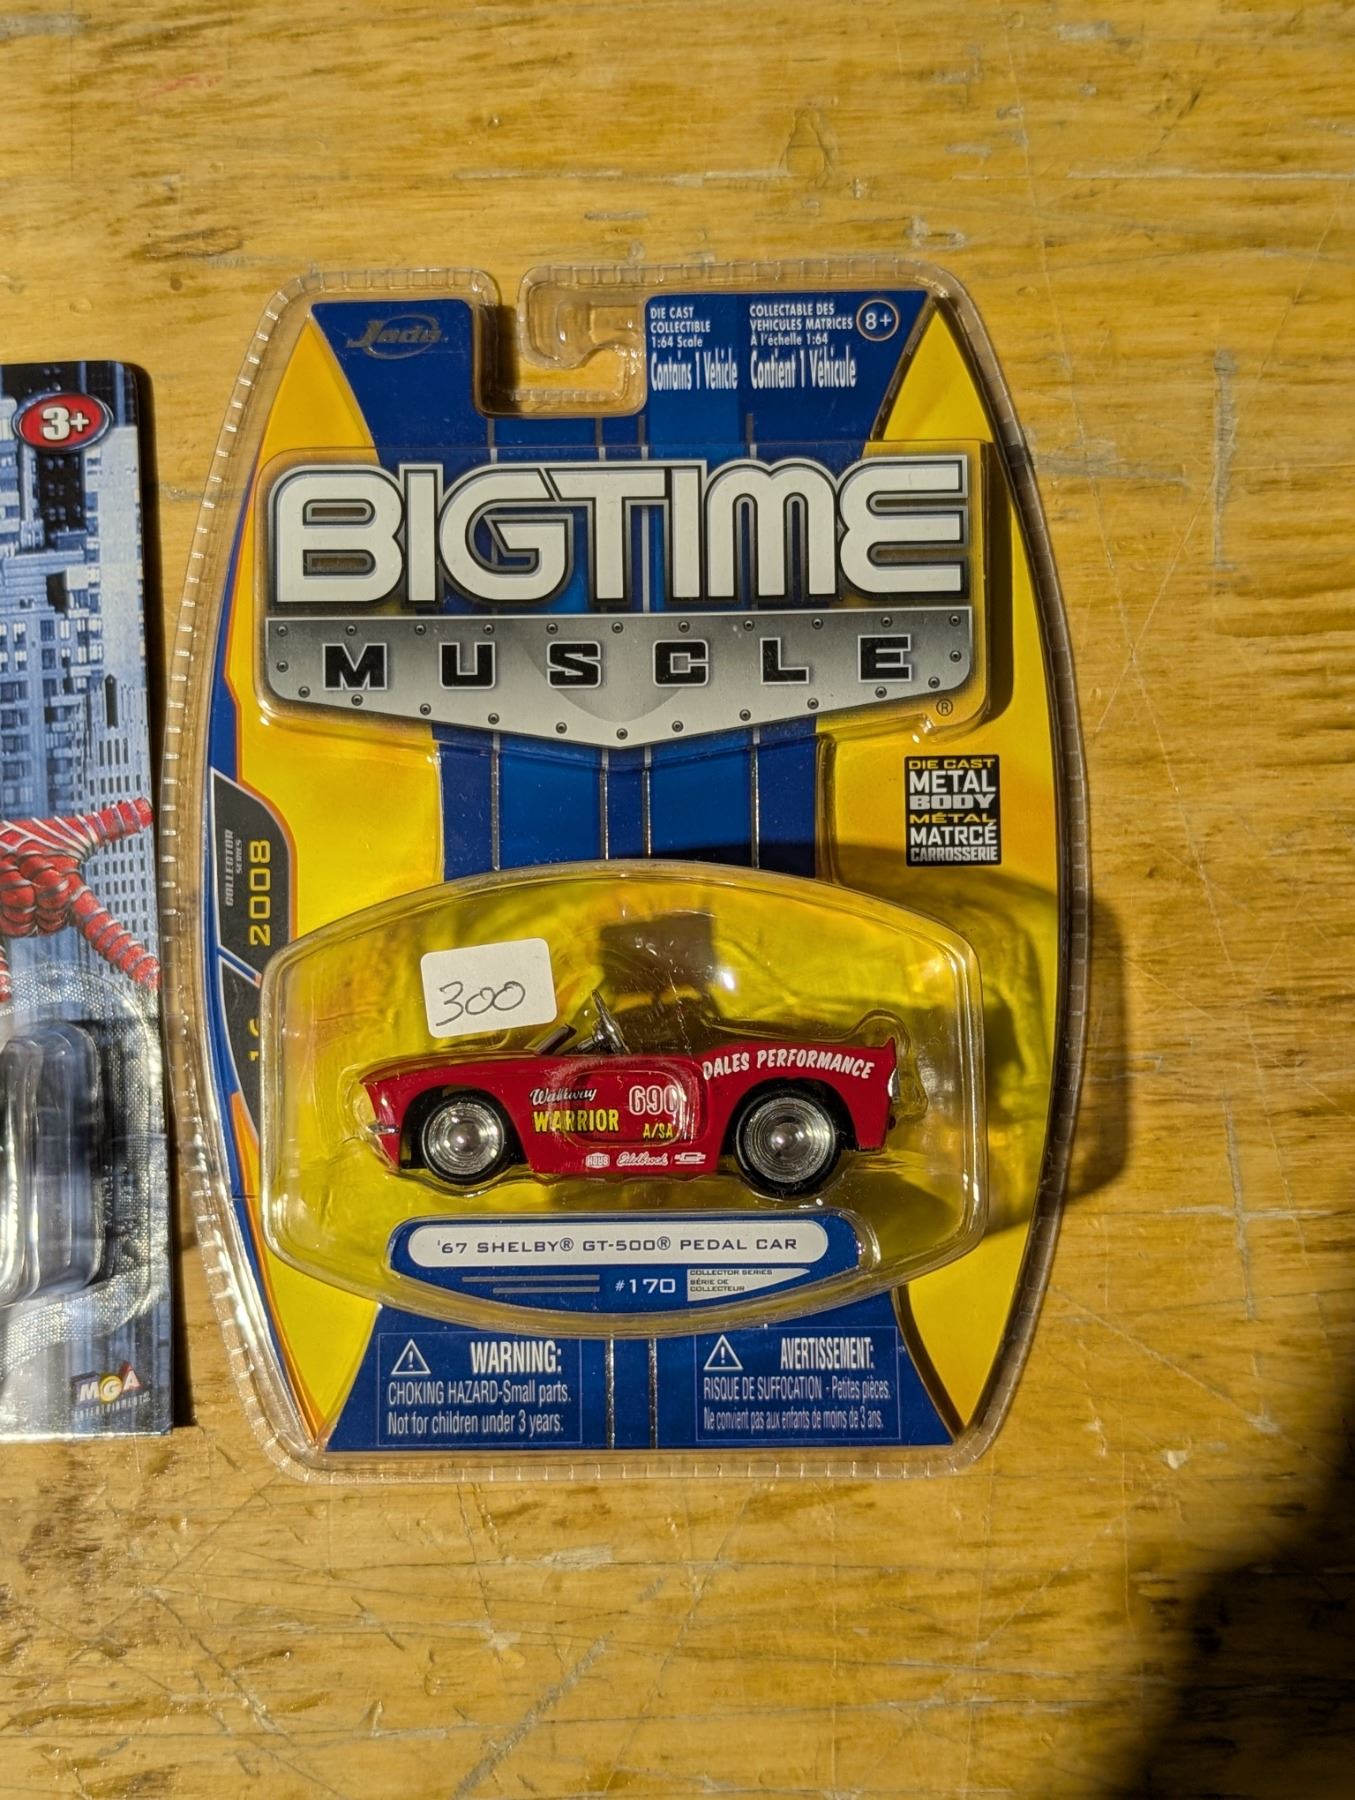 3+
Jada
DIE CAST
COLLECTIBLE
1:64 Scale
Contains 1 Vehicle
COLLECTABLE DES
VEHICULES MATRICES
À l'échelle 1:64
Contient 1 Véhicule
8+
BIGTIME
MUSCLE
®
DIE CAST
METAL
BODY
MÉTAL
MATRCÉ
CARROSSERIE
COLLECTOR
SERIES
2008
300
DALES PERFORMANCE
WARRIOR
690
A/SA
Edelbrock
'67 SHELBY® GT-500® PEDAL CAR
#170
COLLECTOR SERIES
SÉRIE DE
COLLECTEUR
WARNING:
CHOKING HAZARD-Small parts.
Not for children under 3 years.
AVERTISSEMENT:
RISQUE DE SUFFOCATION - Petites pièces.
Ne convient pas aux enfants de moins de 3 ans.
MGA
ENTERTAINMENT